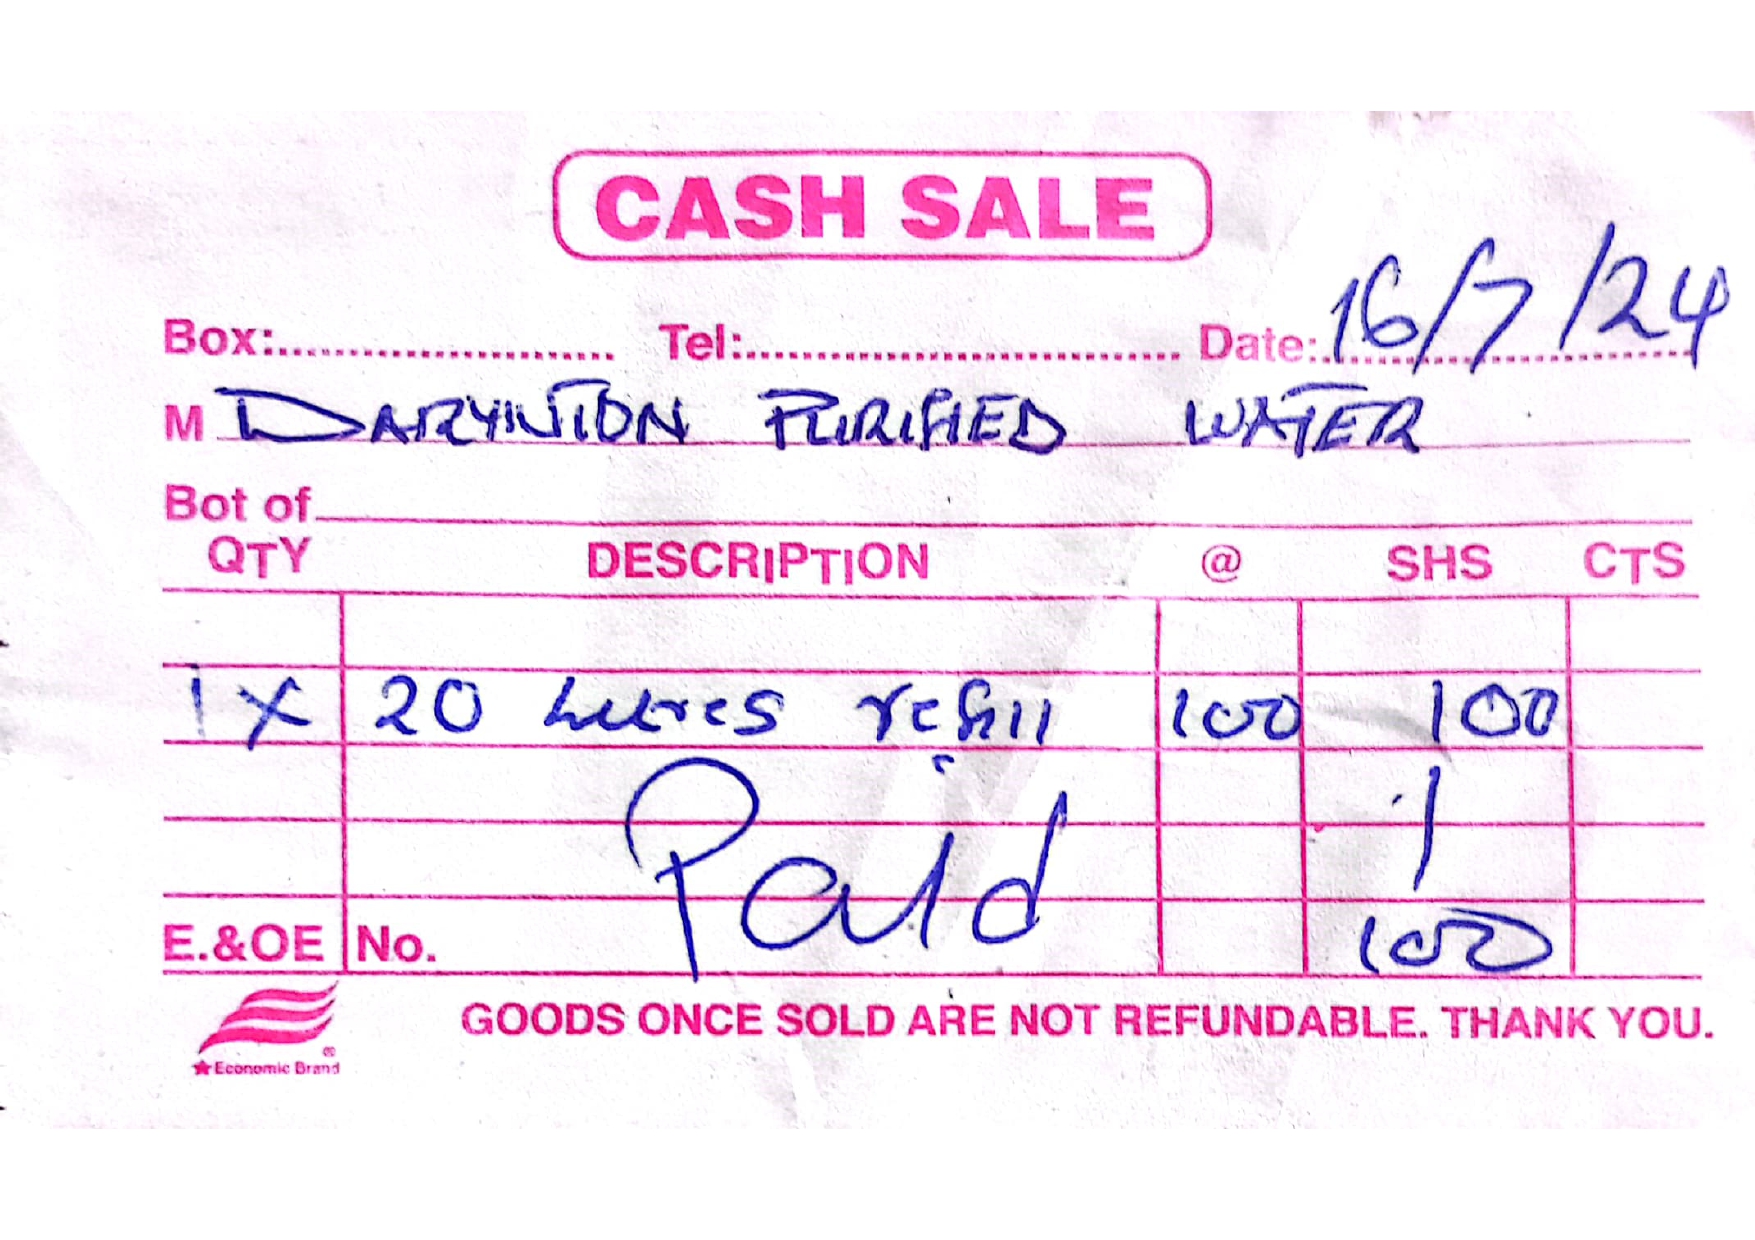 CASH SALE
Box: Tel: Date: 16/7/24
M DARYNTON PURIFIED WATER
Bot of
QTY DESCRIPTION @ SHS CTS
1 X 20 Litres refill 100 100
Paid
E.&OE No. 100
GOODS ONCE SOLD ARE NOT REFUNDABLE. THANK YOU.
Economic Brand ®